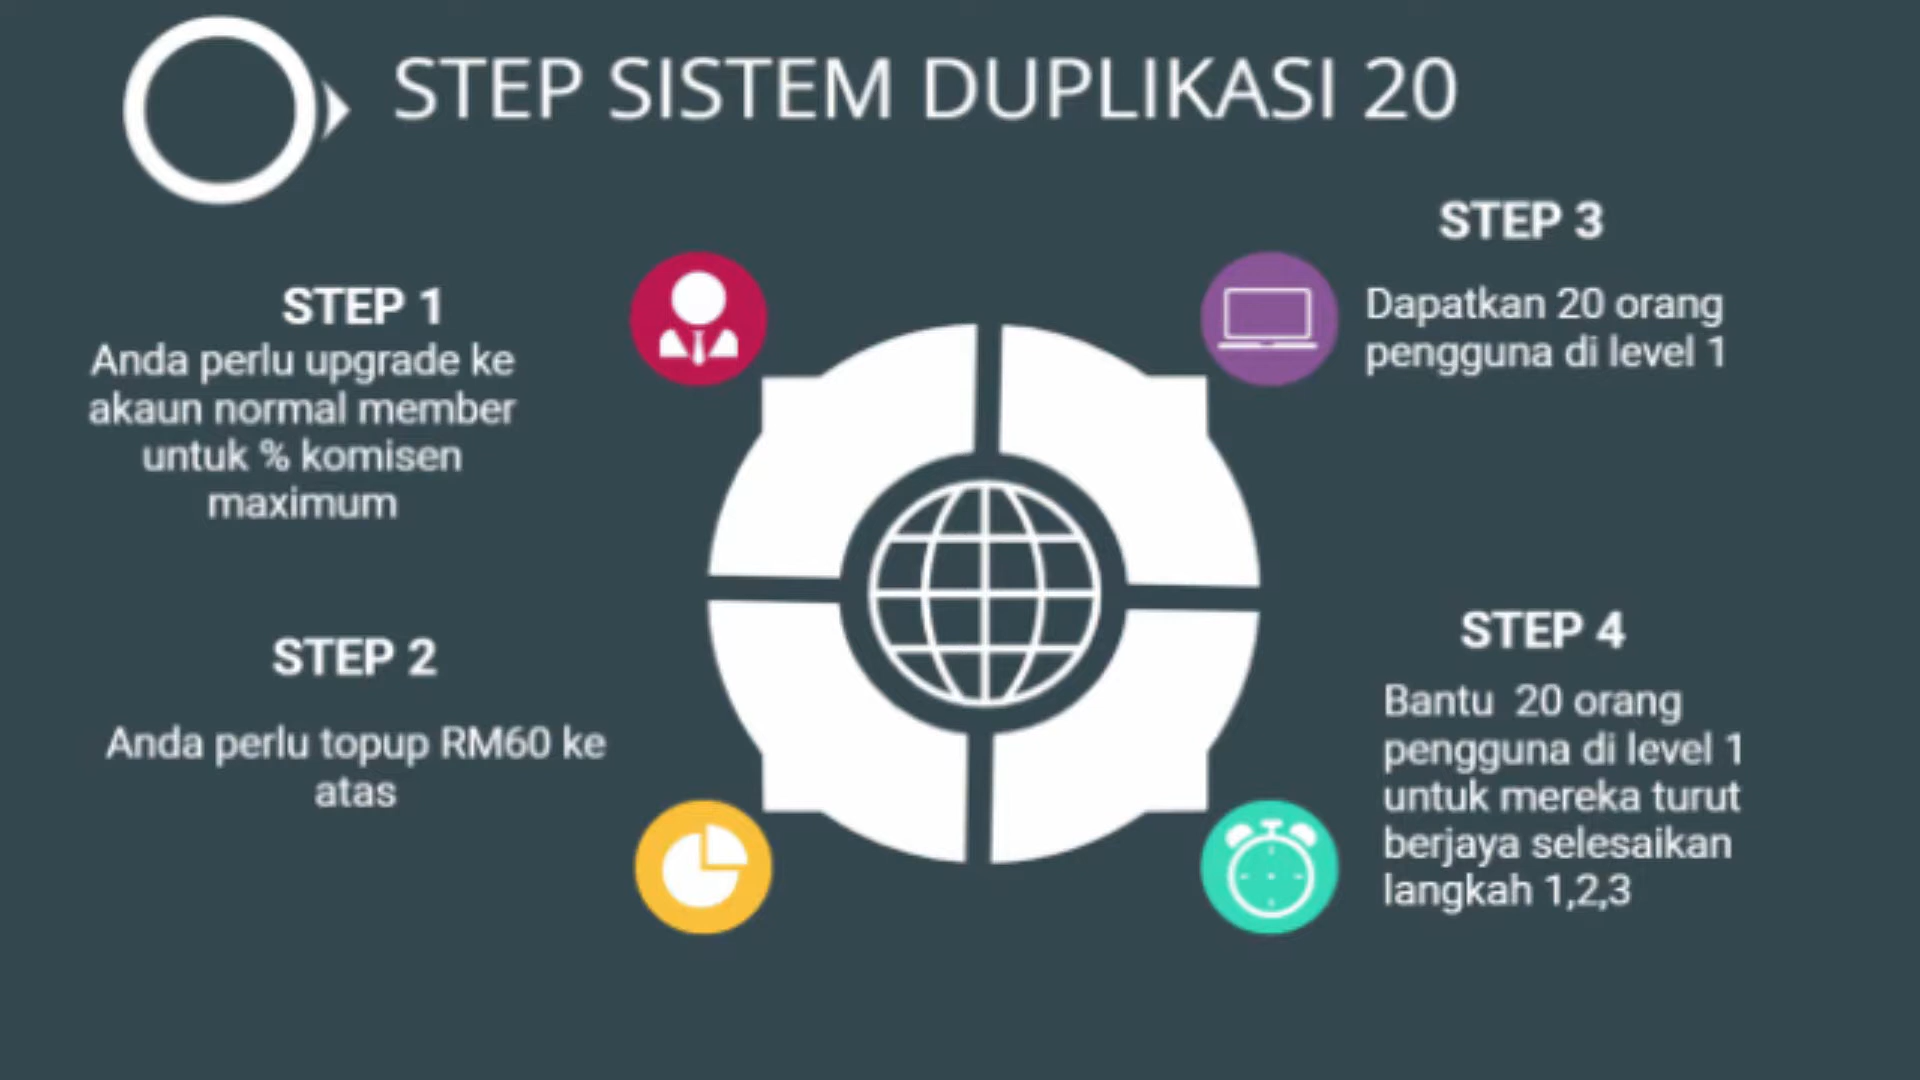 STEP SISTEM DUPLIKASI 20
STEP 1
Anda perlu upgrade ke
akaun normal member
untuk % komisen
maximum
STEP 2
Anda perlu topup RM60 ke
atas
STEP 3
Dapatkan 20 orang
pengguna di level 1
STEP 4
Bantu  20 orang
pengguna di level 1
untuk mereka turut
berjaya selesaikan
langkah 1,2,3